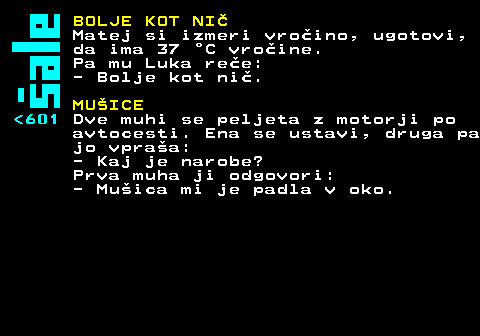 šale
<601
BOLJE KOT NIČ
Matej si izmeri vročino, ugotovi,
da ima 37 °C vročine.
Pa mu Luka reče:
- Bolje kot nič.
MUŠICE
Dve muhi se peljeta z motorji po
avtocesti. Ena se ustavi, druga pa
jo vpraša:
- Kaj je narobe?
Prva muha ji odgovori:
- Mušica mi je padla v oko.